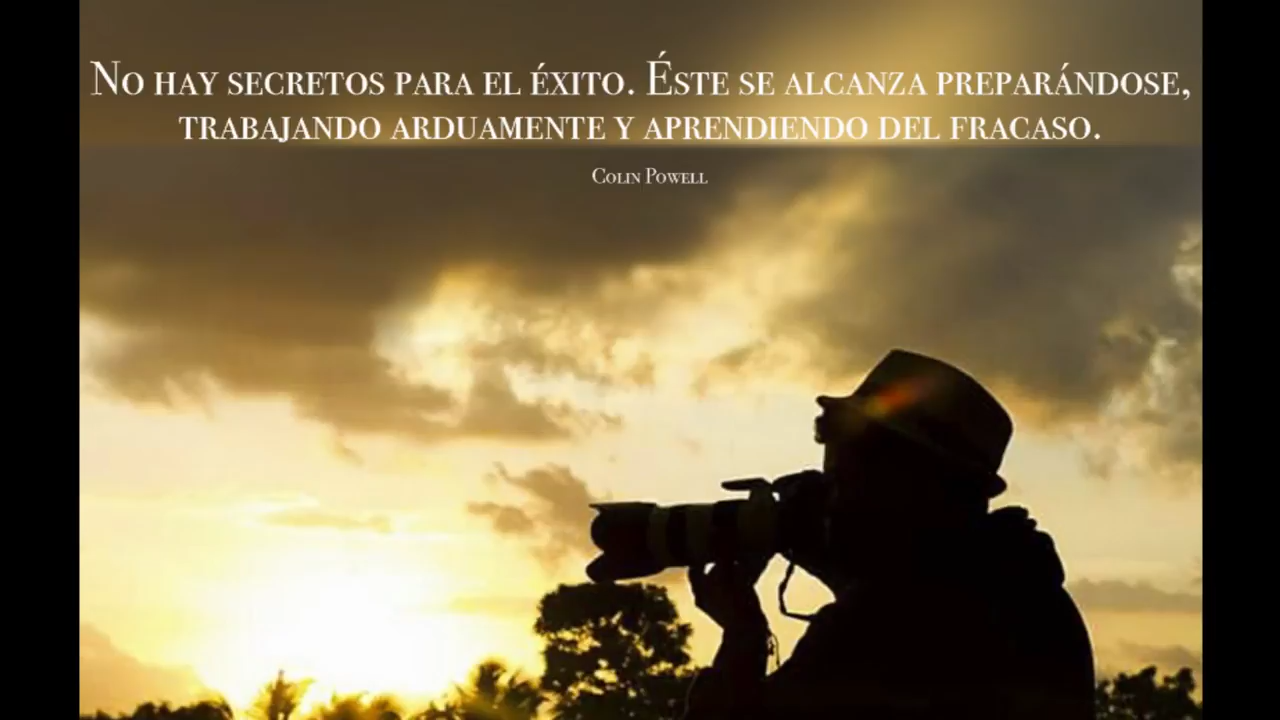 No hay secretos para el éxito. Éste se alcanza preparándose,
trabajando arduamente y aprendiendo del fracaso.
Colin Powell